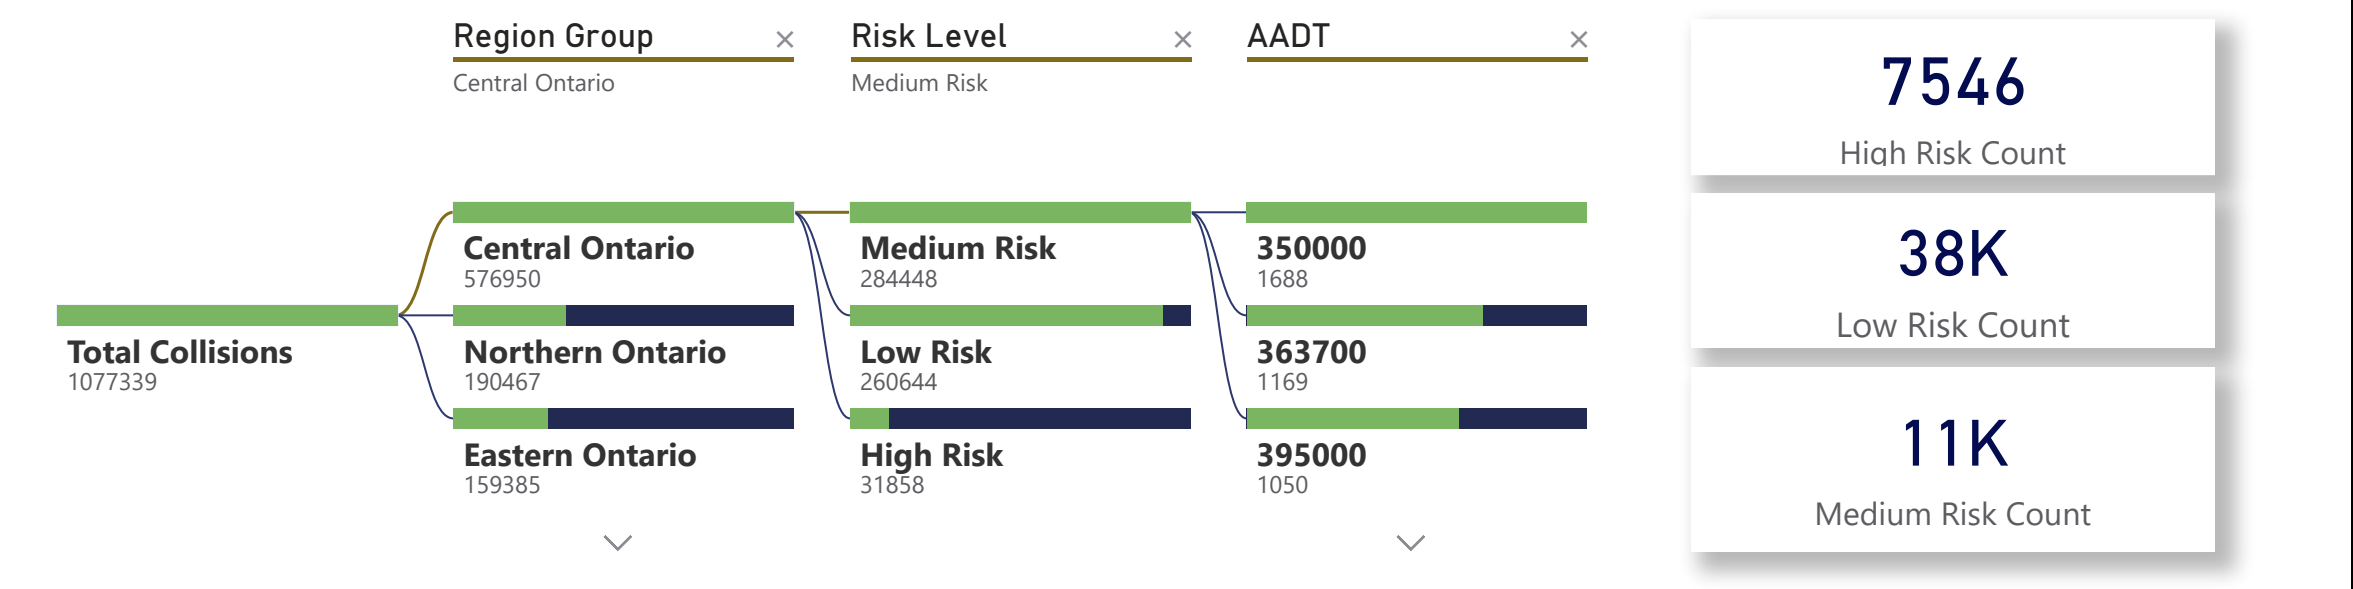 Region Group
Central Ontario
Risk Level
Medium Risk
AADT
Total Collisions
1077339
Central Ontario
576950
Northern Ontario
190467
Eastern Ontario
159385
Medium Risk
284448
Low Risk
260644
High Risk
31858
350000
1688
363700
1169
395000
1050
7546
High Risk Count
38K
Low Risk Count
11K
Medium Risk Count